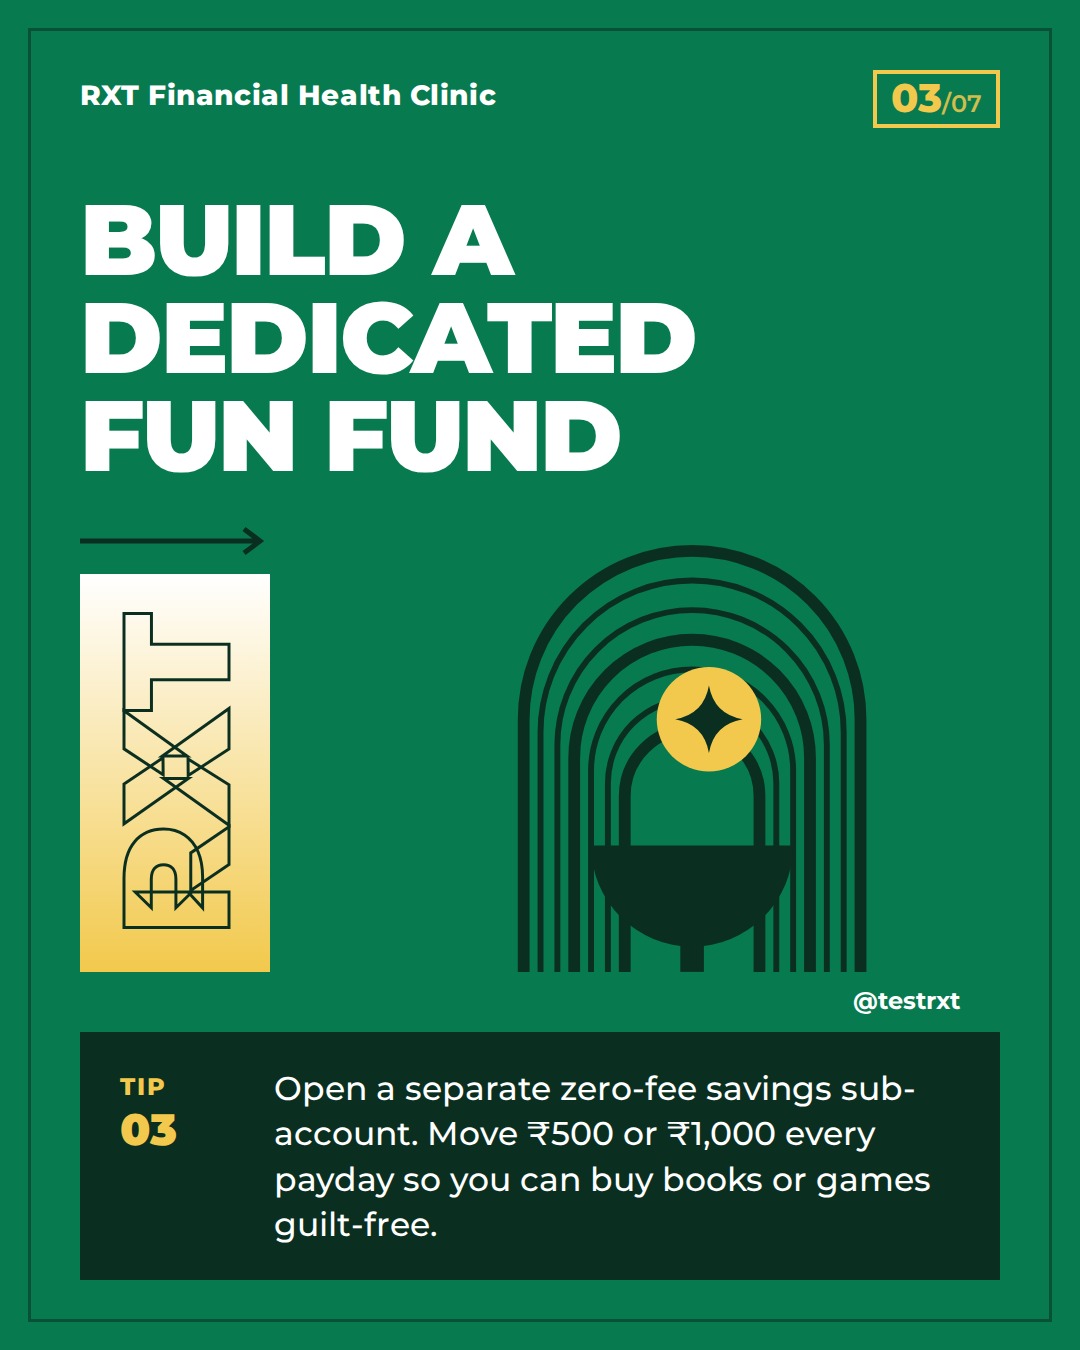 RXT Financial Health Clinic
03/07
BUILD A
DEDICATED
FUN FUND
RXT
@testrxt
TIP
03
Open a separate zero-fee savings sub-
account. Move ₹500 or ₹1,000 every
payday so you can buy books or games
guilt-free.